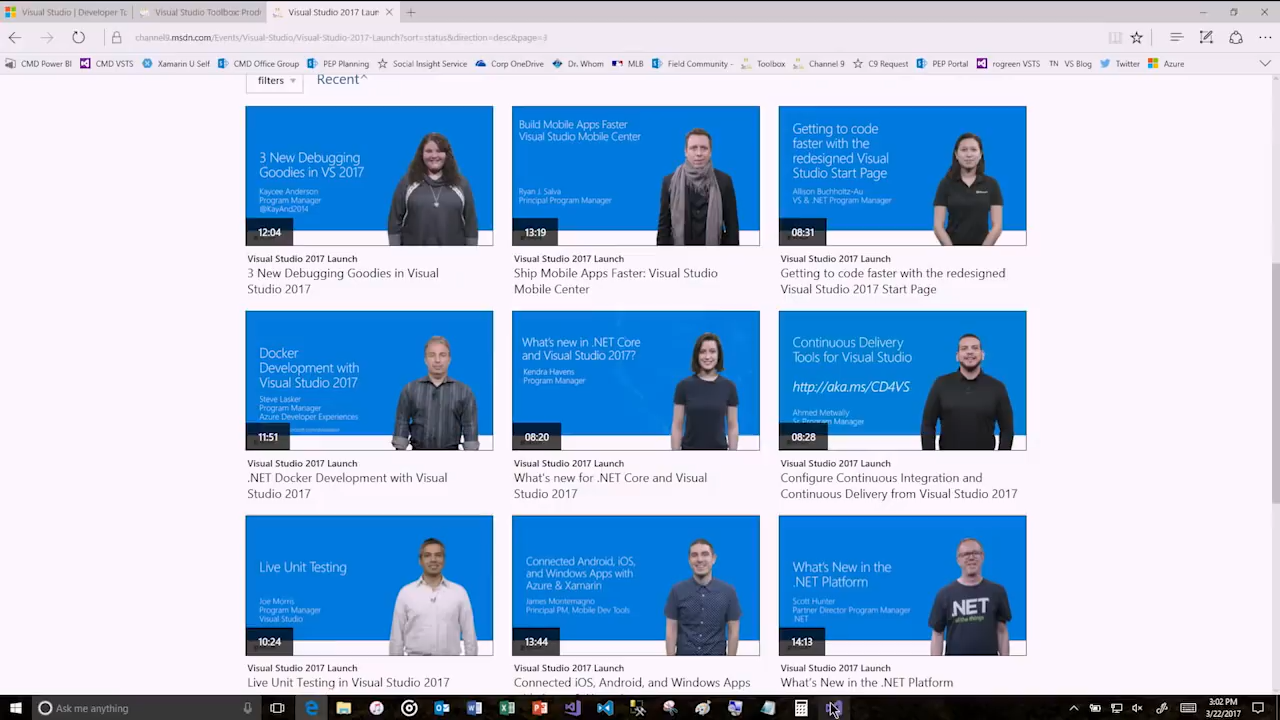 Visual Studio | Developer To
Visual Studio Toolbox: Prod
Visual Studio 2017 Laun
channel9.msdn.com/Events/Visual-Studio/Visual-Studio-2017-Launch?sort=status&direction=desc&page=3
CMD Power BI
CMD VSTS
Xamarin U Self
CMD Office Group
PEP Planning
Social Insight Service
Corp OneDrive
Dr. Whom
MLB
Field Community -
Toolbox
Channel 9
C9 Request
PEP Portal
rogreen VSTS
TN VS Blog
Twitter
Azure
filters
Recent^
3 New Debugging
Goodies in VS 2017
Kaycee Anderson
Program Manager
@KayAnd2014
12:04
Visual Studio 2017 Launch
3 New Debugging Goodies in Visual
Studio 2017
Build Mobile Apps Faster
Visual Studio Mobile Center
Ryan J. Salva
Principal Program Manager
13:19
Visual Studio 2017 Launch
Ship Mobile Apps Faster: Visual Studio
Mobile Center
Getting to code
faster with the
redesigned Visual
Studio Start Page
Allison Buchholtz-Au
VS & .NET Program Manager
08:31
Visual Studio 2017 Launch
Getting to code faster with the redesigned
Visual Studio 2017 Start Page
Docker
Development with
Visual Studio 2017
Steve Lasker
Program Manager
Azure Developer Experiences
11:51
Visual Studio 2017 Launch
.NET Docker Development with Visual
Studio 2017
What's new in .NET Core
and Visual Studio 2017?
Kendra Havens
Program Manager
08:20
Visual Studio 2017 Launch
What's new for .NET Core and Visual
Studio 2017
Continuous Delivery
Tools for Visual Studio
http://aka.ms/CD4VS
Ahmed Metwally
Sr. Program Manager
08:28
Visual Studio 2017 Launch
Configure Continuous Integration and
Continuous Delivery from Visual Studio 2017
Live Unit Testing
Joe Morris
Program Manager
Visual Studio
10:24
Visual Studio 2017 Launch
Live Unit Testing in Visual Studio 2017
Connected Android, iOS,
and Windows Apps with
Azure & Xamarin
James Montemagno
Principal PM, Mobile Dev Tools
13:44
Visual Studio 2017 Launch
Connected iOS, Android, and Windows Apps
What's New in the
.NET Platform
Scott Hunter
Partner Director Program Manager
.NET
.NET
14:13
Visual Studio 2017 Launch
What's New in the .NET Platform
Ask me anything
3:02 PM
3/22/2017